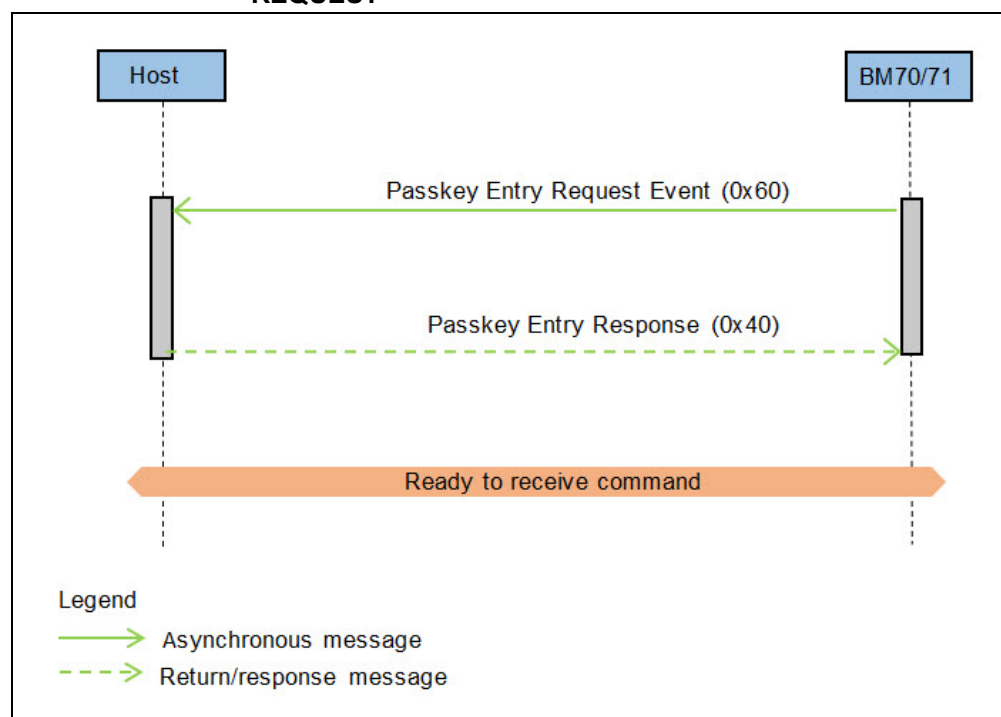 REQUEST
Host
BM70/71
Passkey Entry Request Event (0x60)
Passkey Entry Response (0x40)
Ready to receive command
Legend
Asynchronous message
Return/response message